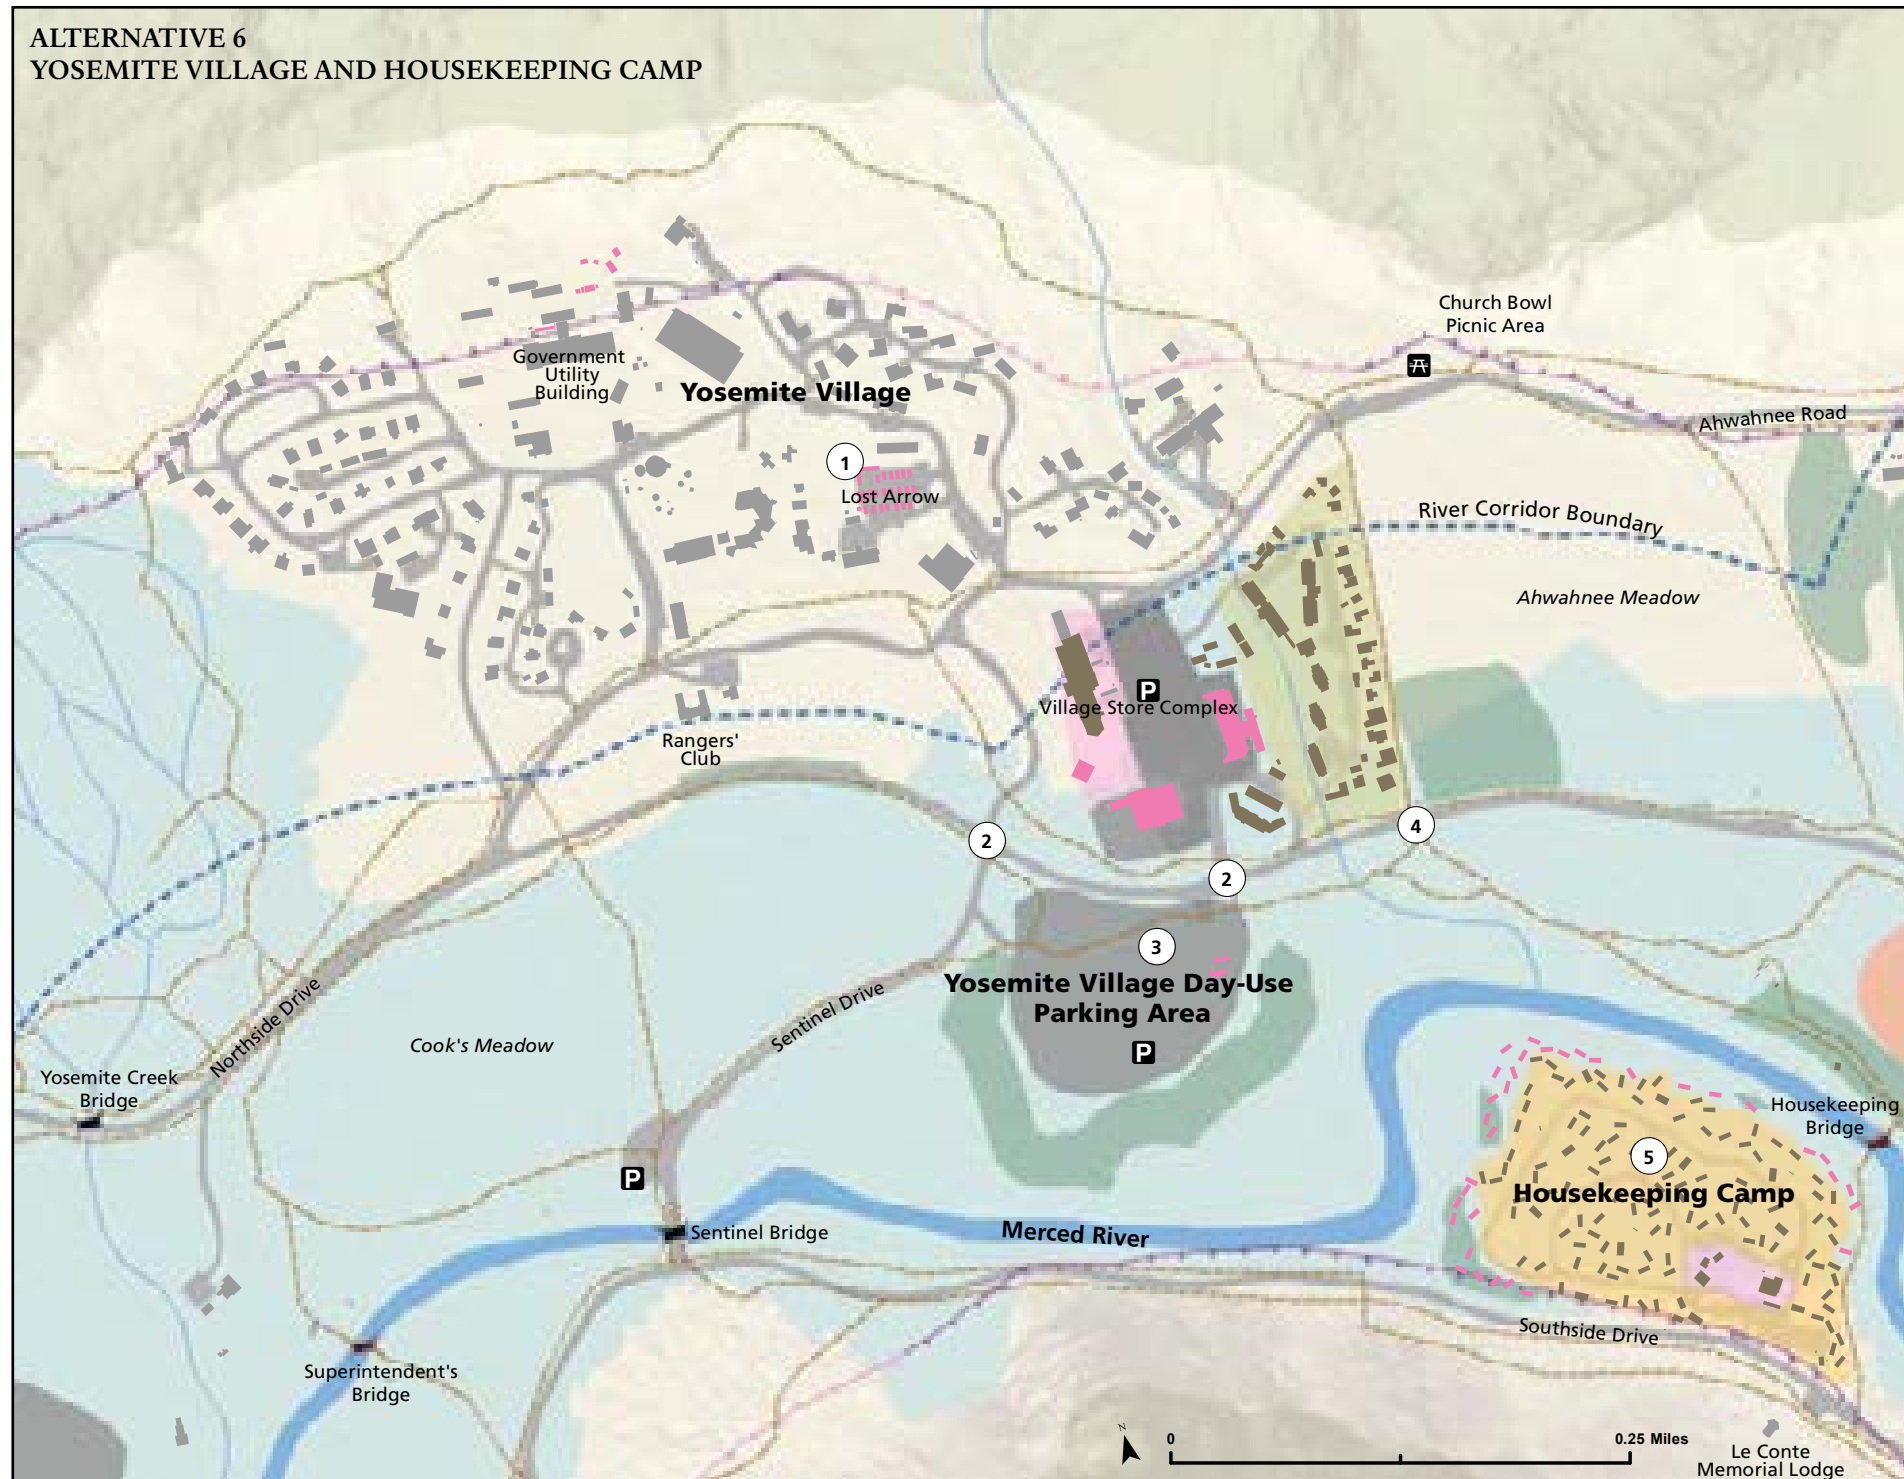 ALTERNATIVE 6
YOSEMITE VILLAGE AND HOUSEKEEPING CAMP
Church Bowl
Picnic Area
Government
Utility
Building
Yosemite Village
Ahwahnee Road
1
Lost Arrow
River Corridor Boundary
Ahwahnee Meadow
P
Village Store Complex
Rangers'
Club
2
4
2
3
Yosemite Village Day-Use
Parking Area
P
Northside Drive
Sentinel Drive
Cook's Meadow
Yosemite Creek
Bridge
Housekeeping
Bridge
5
Housekeeping Camp
P
Sentinel Bridge
Merced River
Southside Drive
Superintendent's
Bridge
N
0
0.25 Miles
Le Conte
Memorial Lodge